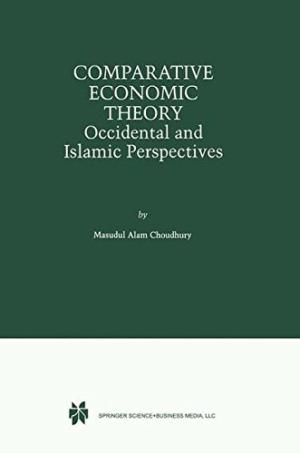 COMPARATIVE
ECONOMIC
THEORY
Occidental and
Islamic Perspectives
by
Masudul Alam Choudhury
SPRINGER SCIENCE+BUSINESS MEDIA, LLC